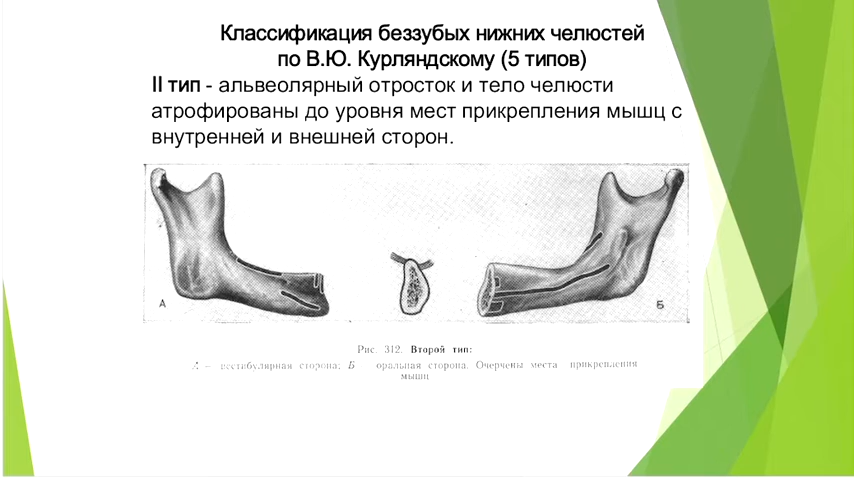 Классификация беззубых нижних челюстей
по В.Ю. Курляндскому (5 типов)
II тип - альвеолярный отросток и тело челюсти
атрофированы до уровня мест прикрепления мышц с
внутренней и внешней сторон.
А
Б
Рис. 312. Второй тип:
А – вестибулярная сторона; Б оральная сторона. Очерчены места прикрепления
мышц